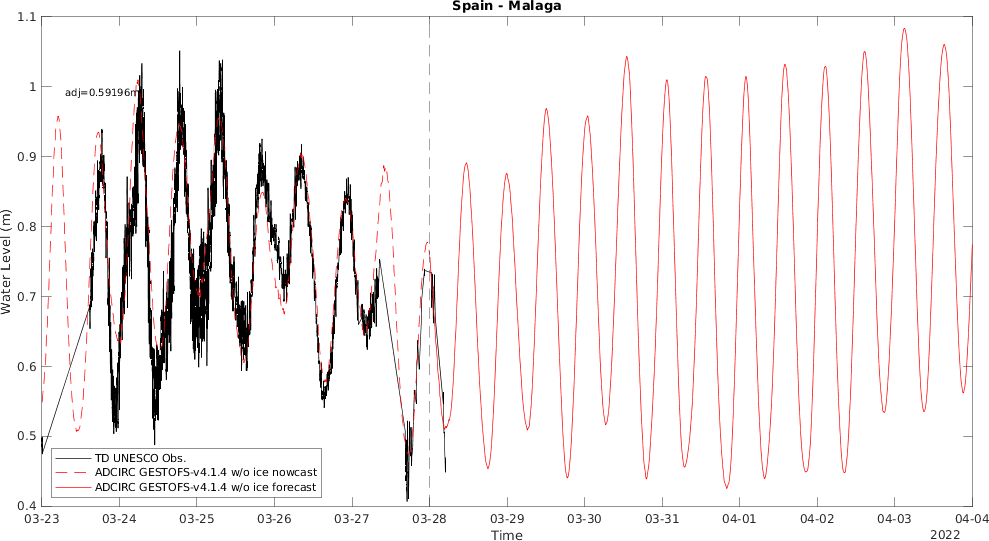 Spain - Malaga
1.1
1
0.9
0.8
0.7
0.6
0.5
0.4
Water Level (m)
adj=0.59196m
TD UNESCO Obs.
ADCIRC GESTOFS-v4.1.4 w/o ice nowcast
ADCIRC GESTOFS-v4.1.4 w/o ice forecast
03-23 03-24 03-25 03-26 03-27 03-28 03-29 03-30 03-31 04-01 04-02 04-03 04-04
Time
2022